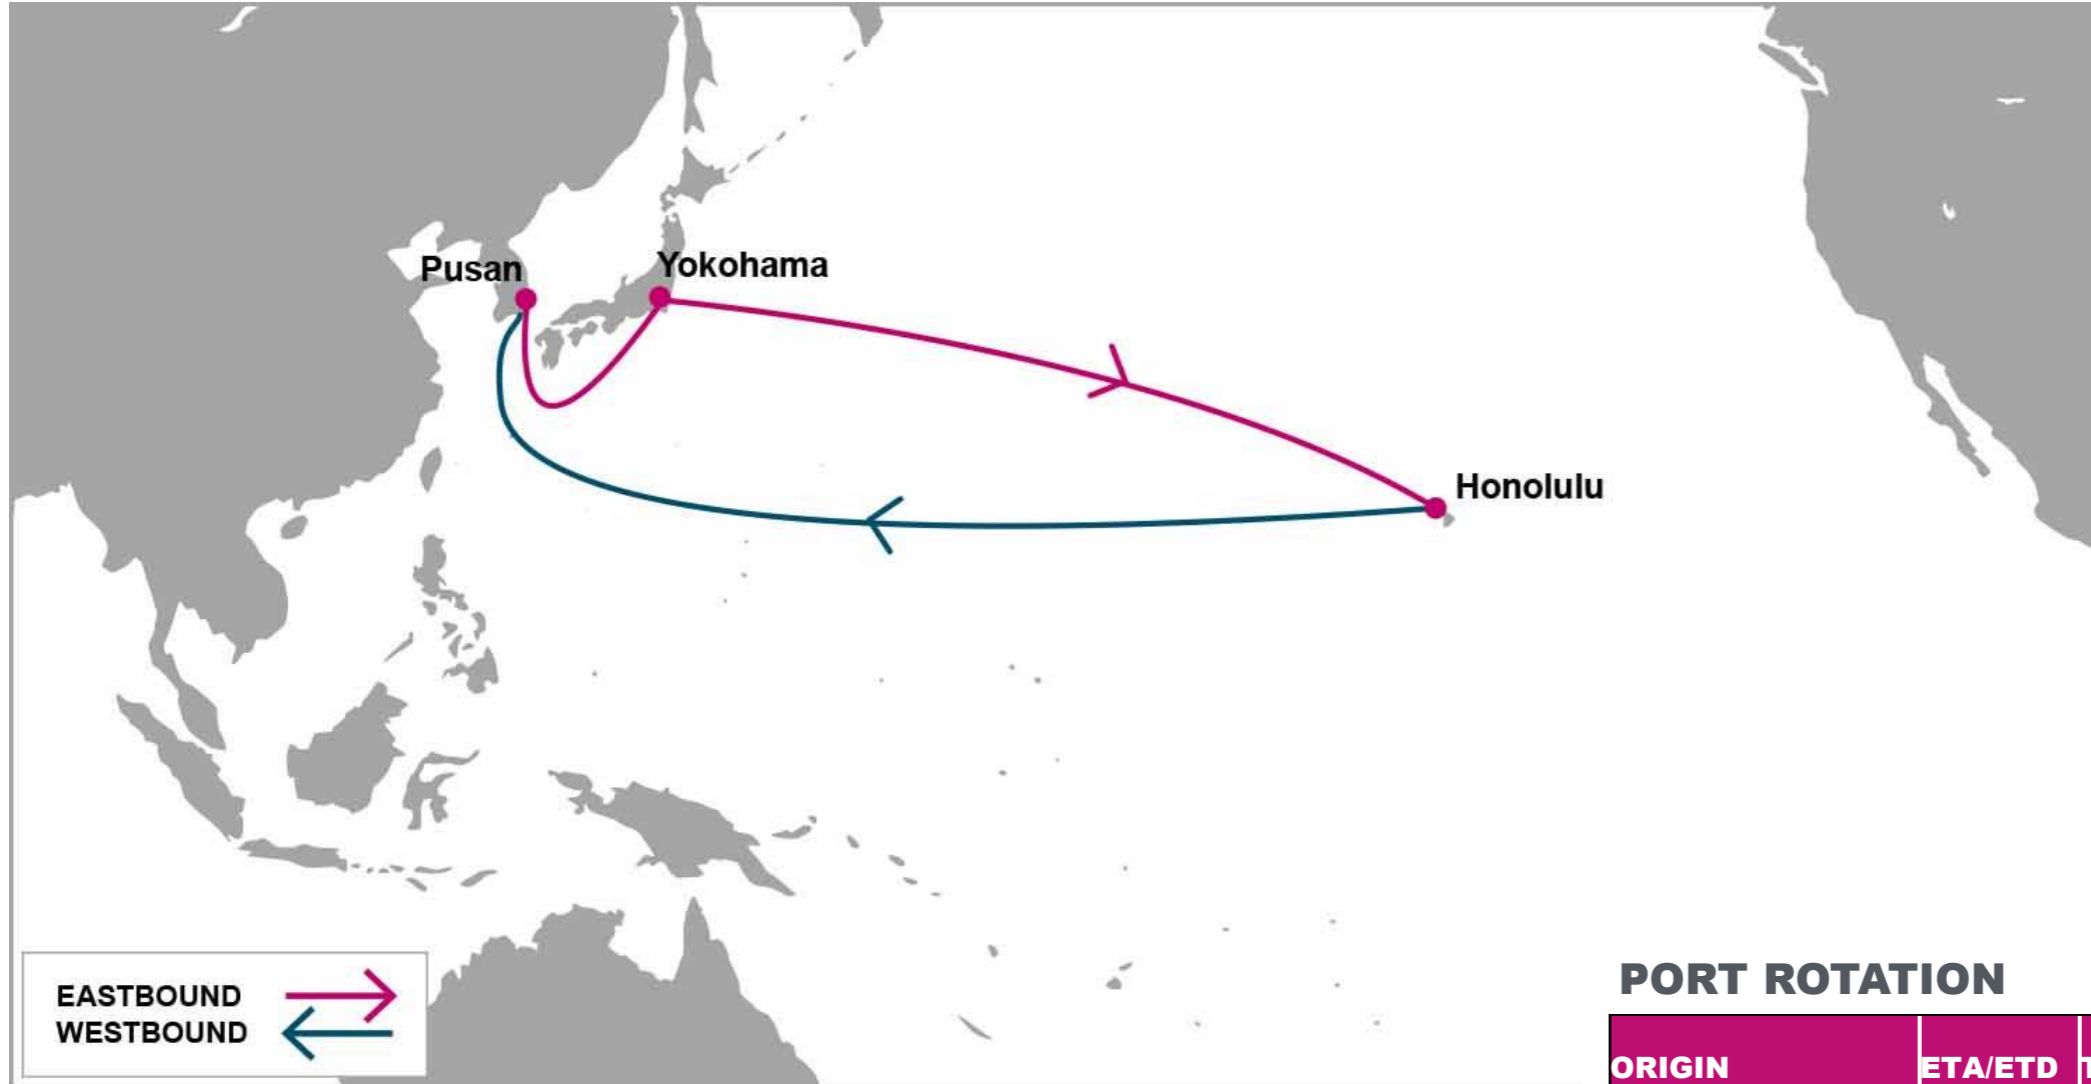 Pusan
Yokohama
Honolulu
EASTBOUND
WESTBOUND
PORT ROTATION
ORIGIN ETA/ETD